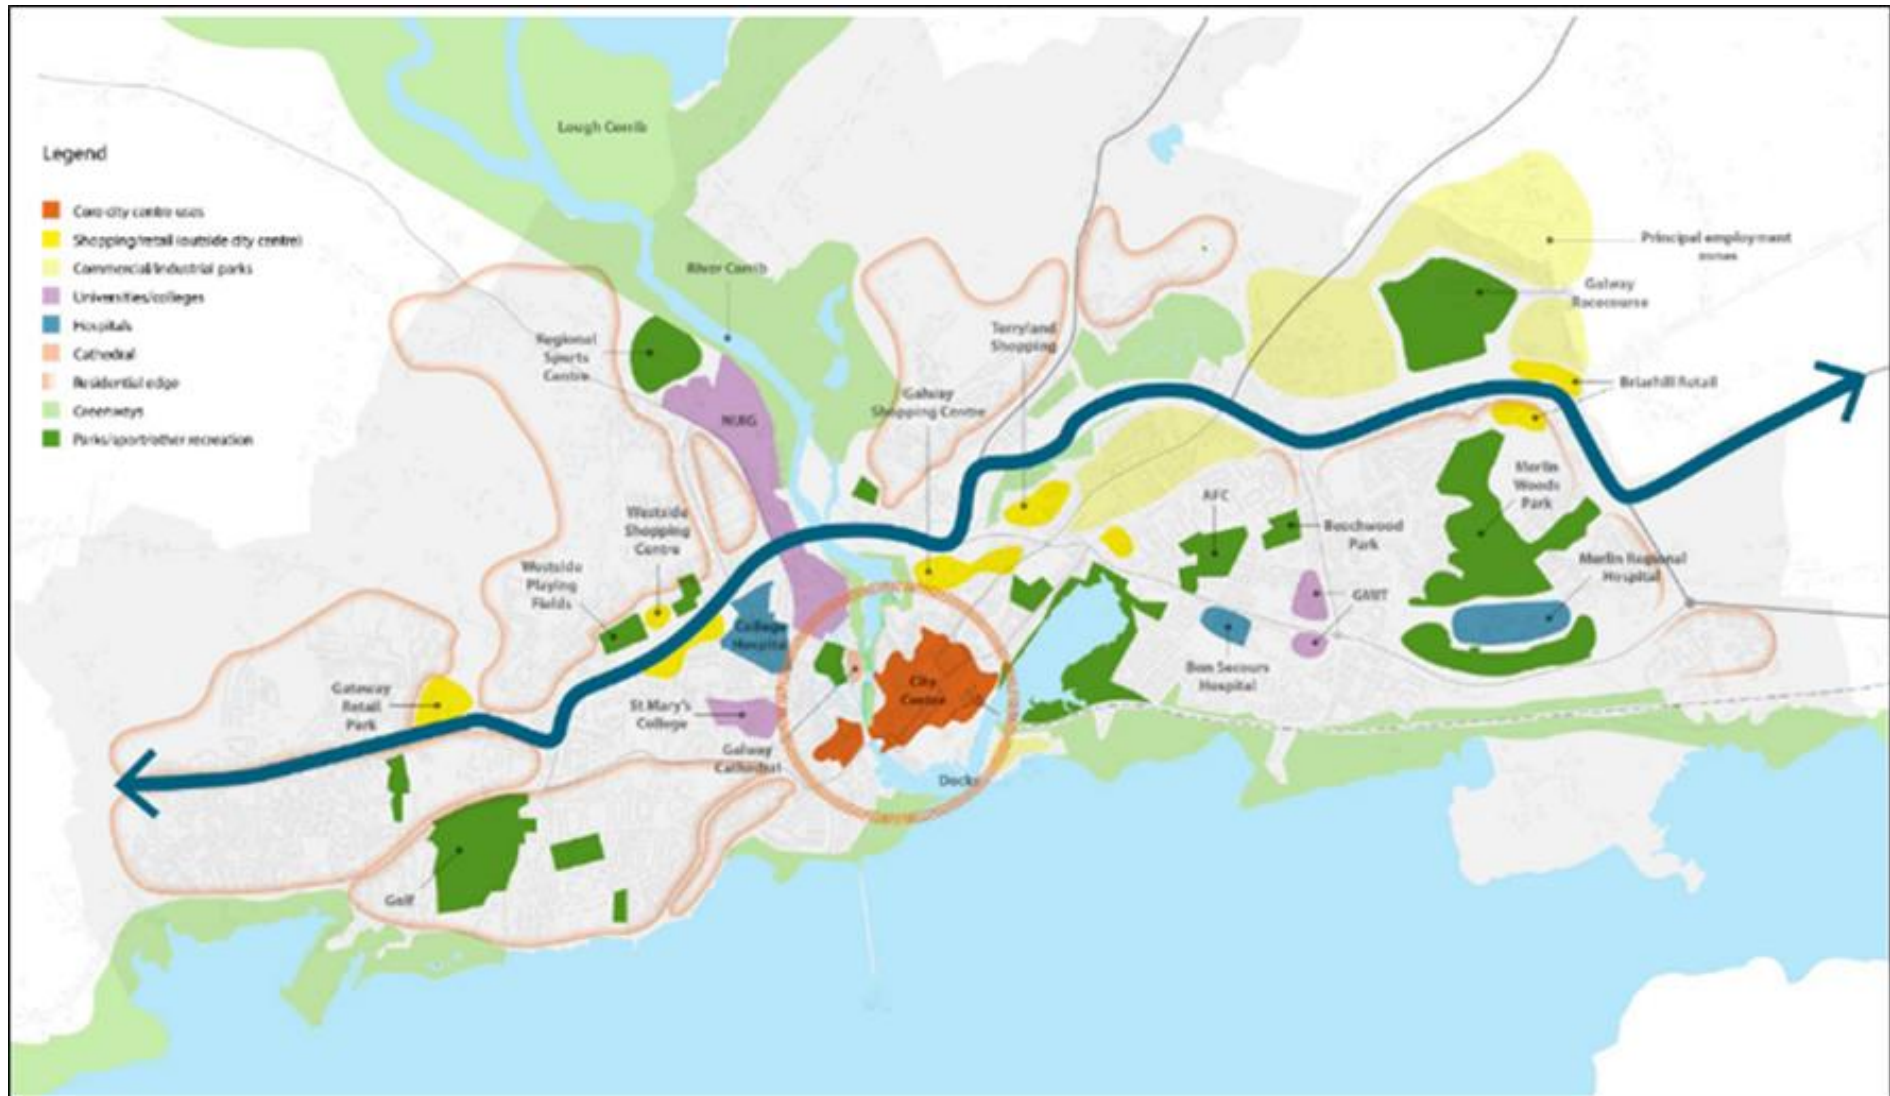 Lough Corrib
Legend
Core city centre uses
Shopping/retail (outside city centre)
Commercial/industrial parks
Universities/colleges
Hospitals
Cathedral
Residential edge
Greenways
Parks/sport/other recreation
River Corrib
Principal employment
zones
Galway
Racecourse
Regional
Sports
Centre
Terryland
Shopping
Galway
Shopping Centre
Briarhill Retail
NUIG
Merlin
Woods
Park
AFC
Beechwood
Park
Westside
Shopping
Centre
Westside
Playing
Fields
Merlin Regional
Hospital
GMIT
College
Hospital
Bon Secours
Hospital
City
Centre
Gateway
Retail
Park
St Mary's
College
Galway
Cathedral
Docks
Golf